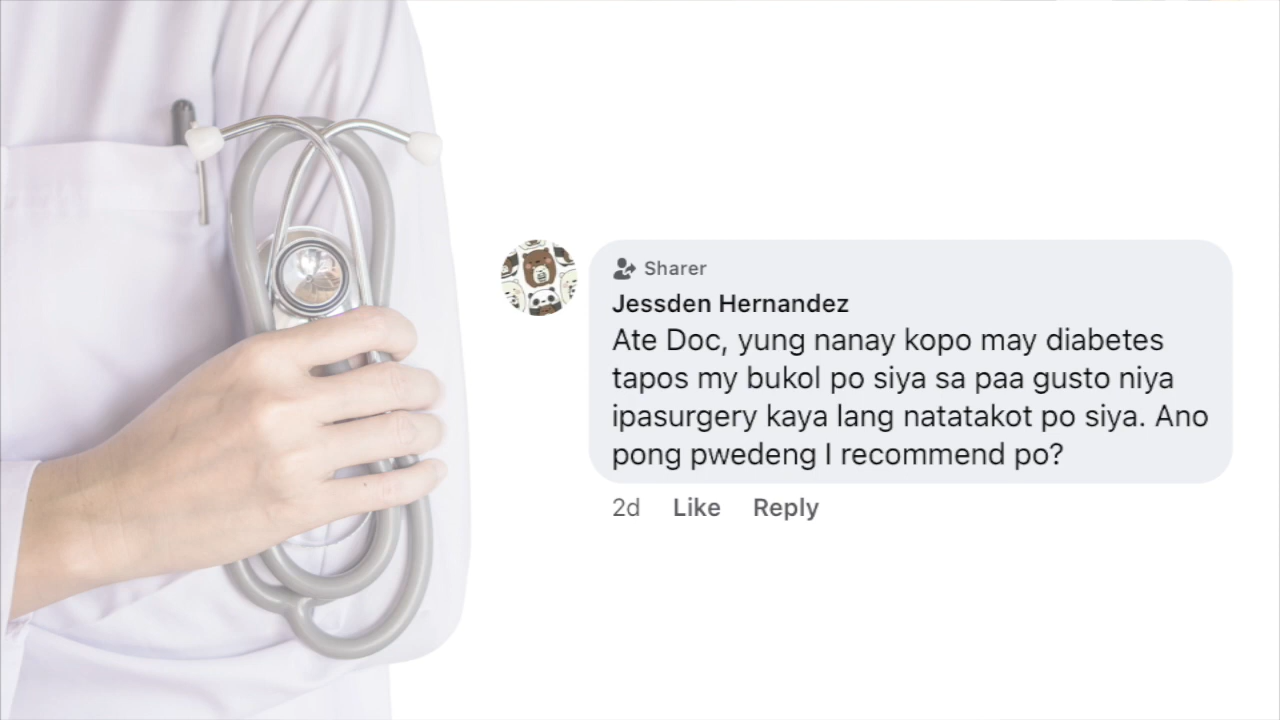 Sharer
Jessden Hernandez
Ate Doc, yung nanay kopo may diabetes
tapos my bukol po siya sa paa gusto niya
ipasurgery kaya lang natatakot po siya. Ano
pong pwedeng I recommend po?
2d Like Reply